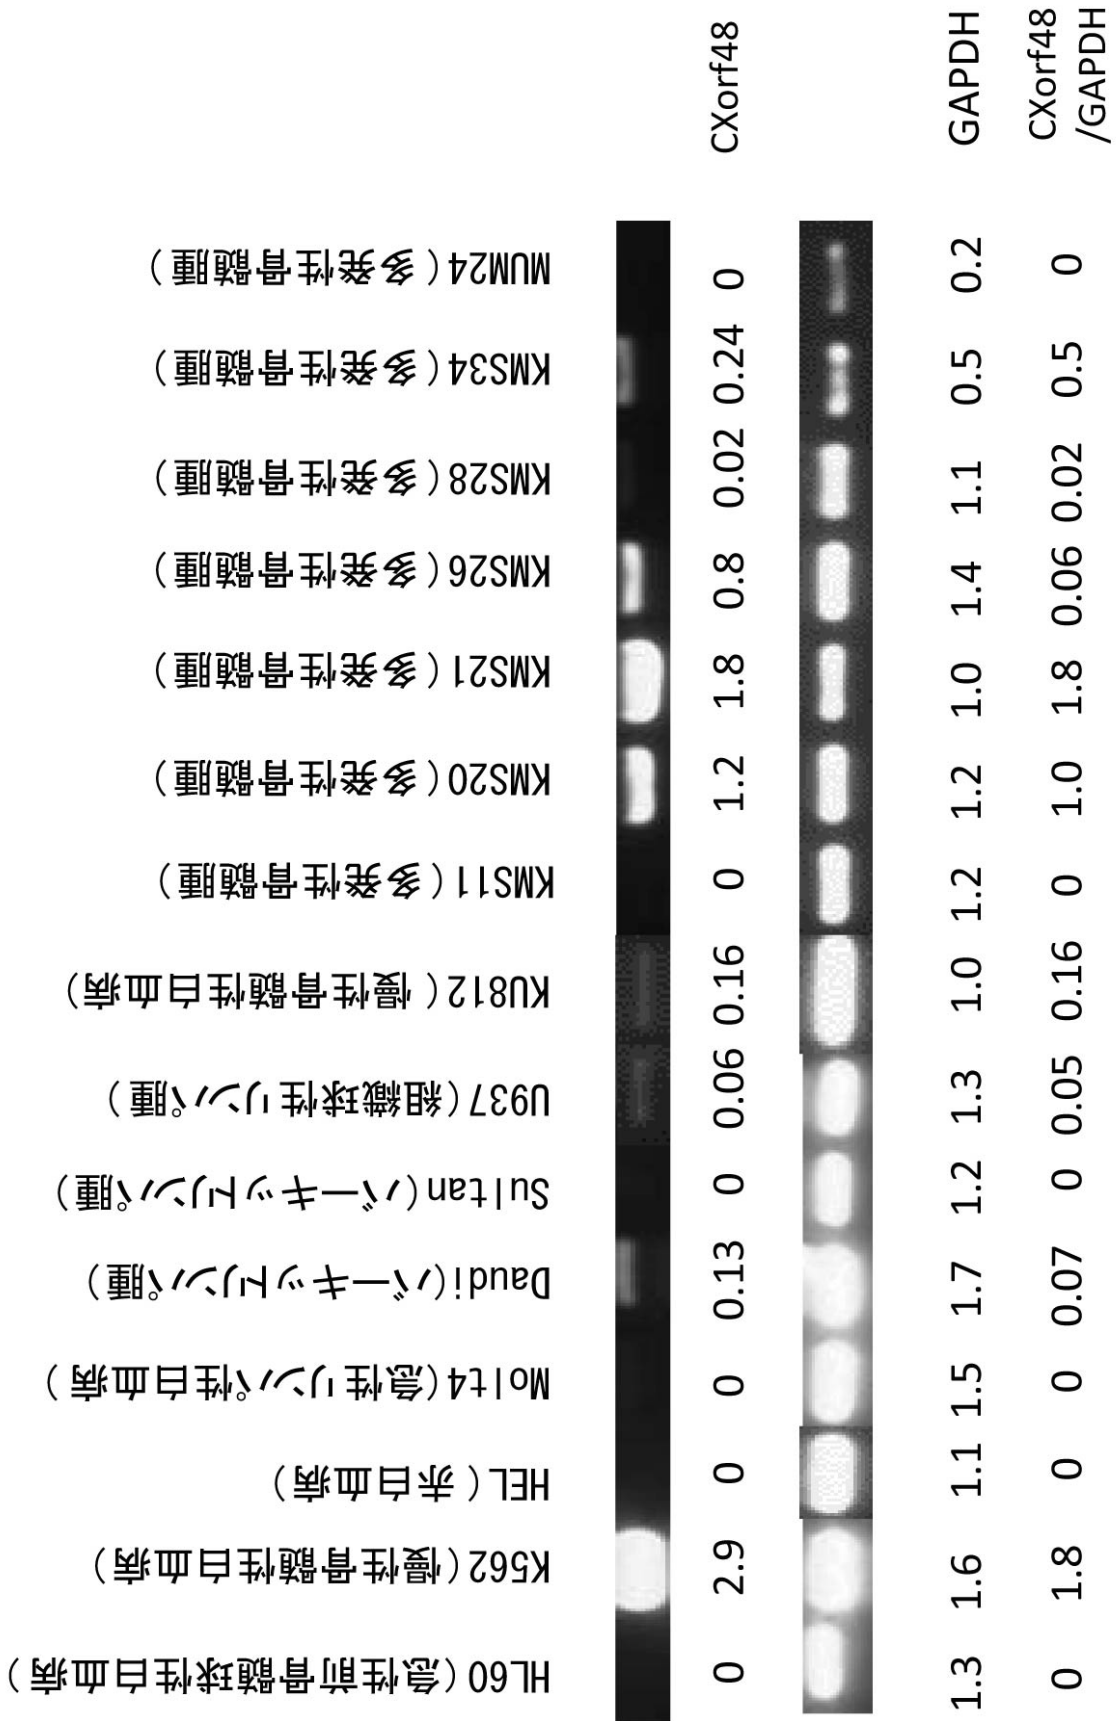 HL60(急性前骨髄球性白血病)
K562(慢性骨髄性白血病)
HEL(赤白血病)
Molt4(急性リンパ性白血病)
Daudi(バーキットリンパ腫)
Sultan(バーキットリンパ腫)
U937(組織球性リンパ腫)
KU812(慢性骨髄性白血病)
KMS11(多発性骨髄腫)
KMS20(多発性骨髄腫)
KMS21(多発性骨髄腫)
KMS26(多発性骨髄腫)
KMS28(多発性骨髄腫)
KMS34(多発性骨髄腫)
MUM24(多発性骨髄腫)
0 2.9 0 0 0.13 0 0.06 0.16 0 1.2 1.8 0.8 0.02 0.24 0 CXorf48
1.3 1.6 1.1 1.5 1.7 1.2 1.3 1.0 1.2 1.2 1.0 1.4 1.1 0.5 0.2 GAPDH
0 1.8 0 0 0.07 0 0.05 0.16 0 1.0 1.8 0.06 0.02 0.5 0 CXorf48
/GAPDH